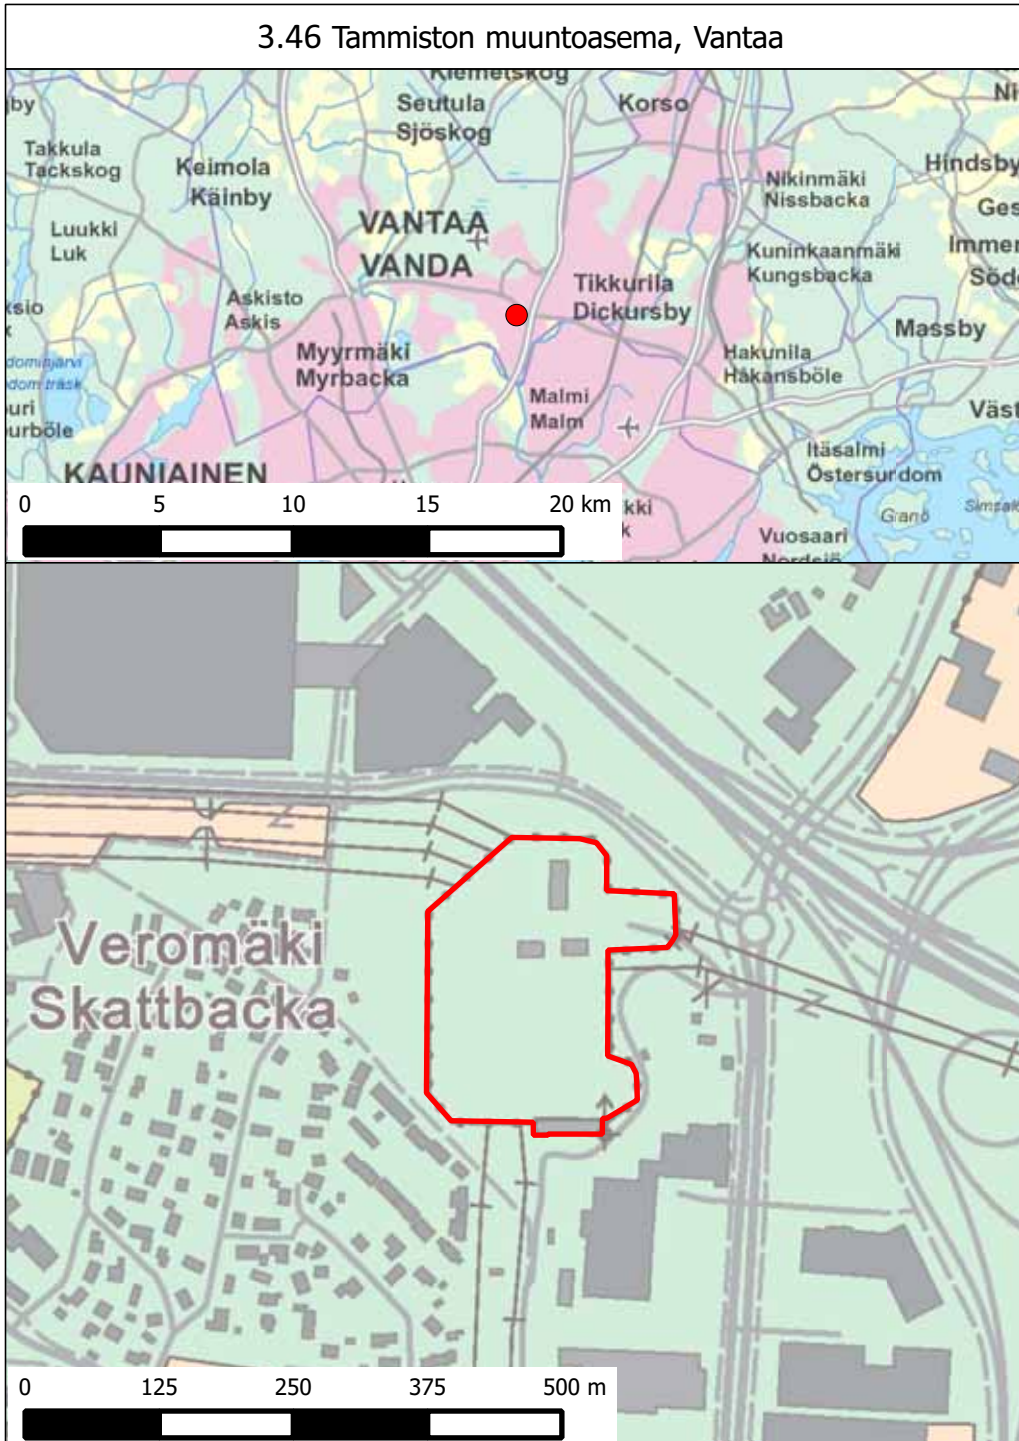 3.46 Tammiston muuntoasema, Vantaa
Klemetskog
Seutula
Sjöskog
Korso
Takkula
Tackskog
Keimola
Käinby
Hindsby
Nikinmäki
Nissbacka
Luukki
Luk
VANTAA
VANDA
Kuninkaanmäki
Kungsbacka
Askisto
Askis
Tikkurila
Dickursby
Massby
Myyrmäki
Myrbacka
Hakunila
Håkansböle
Malmi
Malm
Itäsalmi
Östersundom
KAUNIAINEN
Vuosaari
Nordsjö
0 5 10 15 20 km
Veromäki
Skattbacka
0 125 250 375 500 m